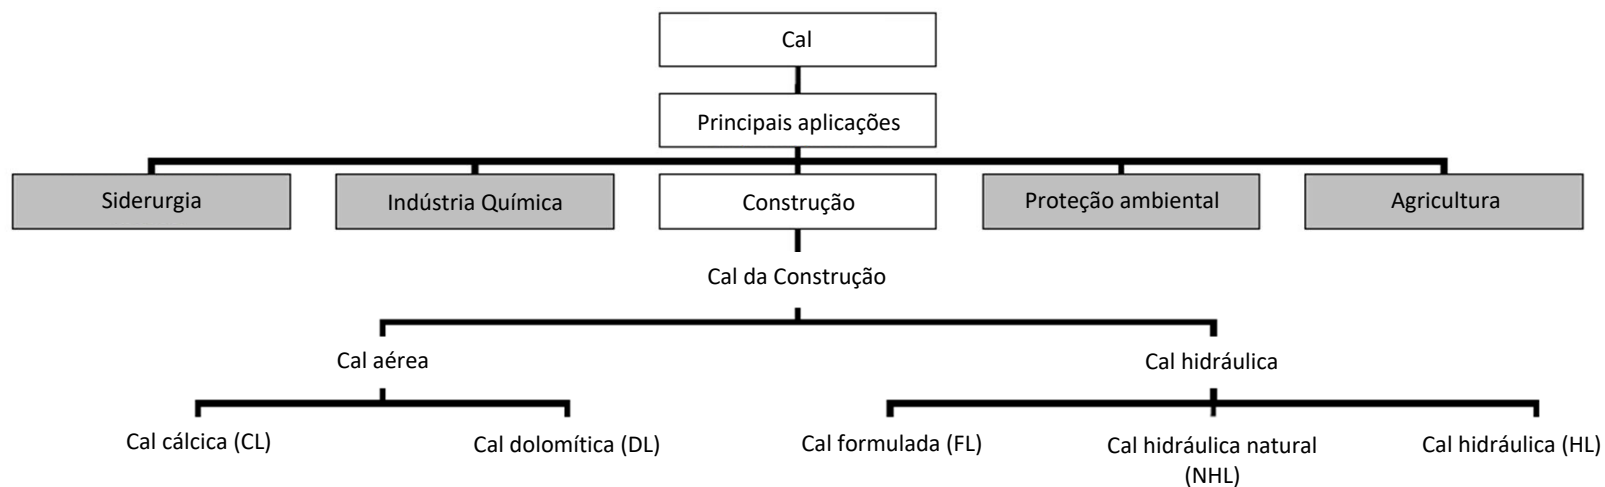 Cal
Principais aplicações
Siderurgia
Indústria Química
Construção
Proteção ambiental
Agricultura
Cal da Construção
Cal aérea
Cal hidráulica
Cal cálcica (CL)
Cal dolomítica (DL)
Cal formulada (FL)
Cal hidráulica natural
(NHL)
Cal hidráulica (HL)